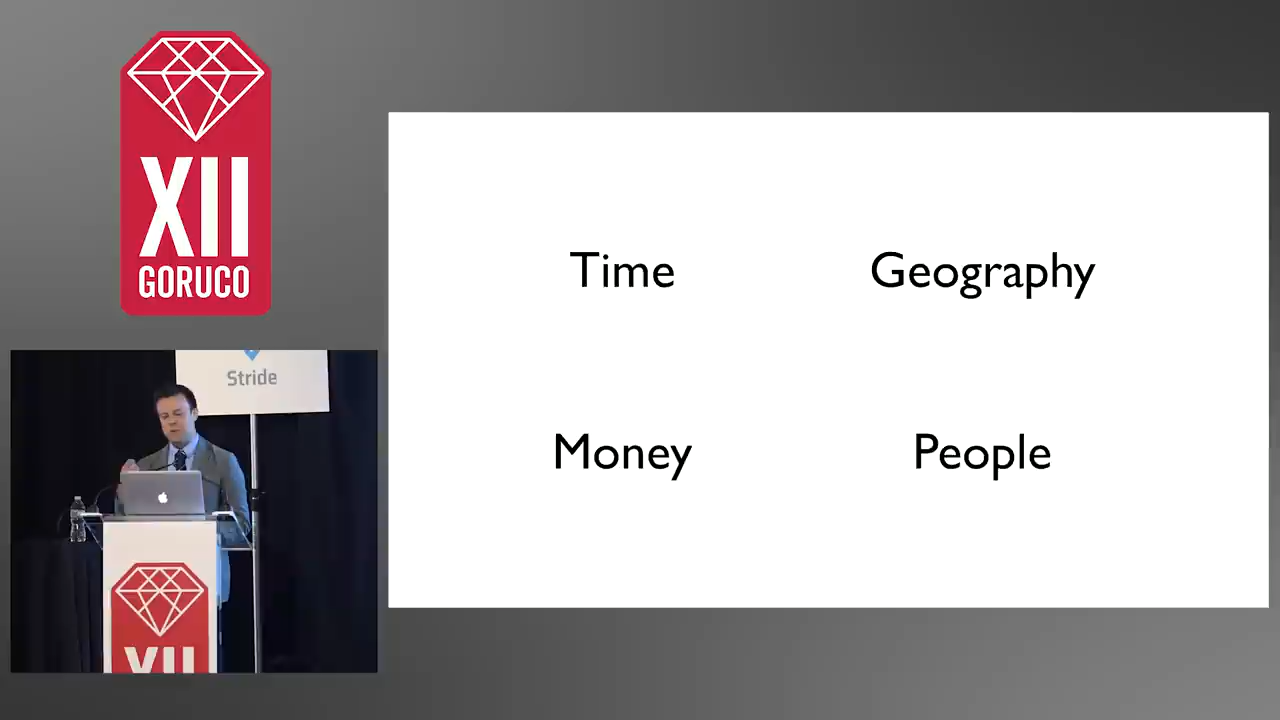 XII
GORUCO
Time
Geography
Money
People
Stride
XII